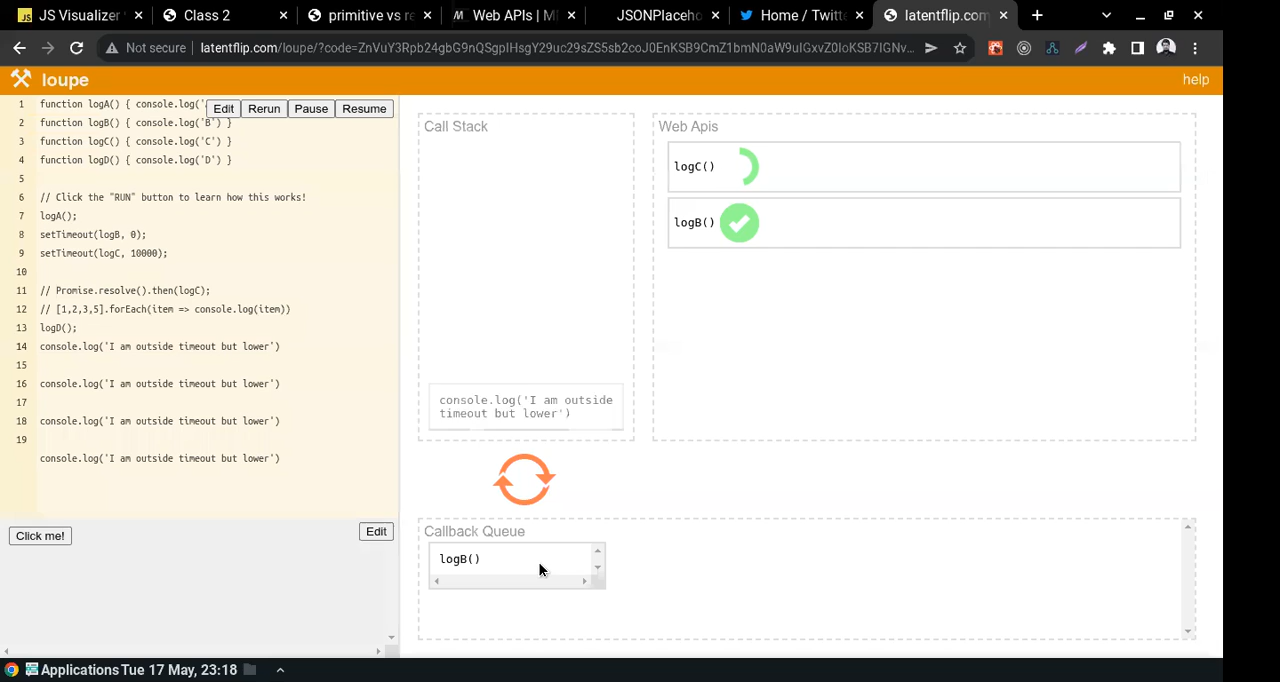 JS Visualizer
Class 2
primitive vs re
Web APIs | M
JSONPlaceho
Home / Twitt
latentflip.com
Not secure
latentflip.com/loupe/?code=ZnVuY3Rpb24gbG9nQSgpIHsgY29uc29sZS5sb2coJ0EnKSB9CmZ1bmN0aW9uIGxvZ0IoKSB7IGNv...
loupe
help
Edit
Rerun
Pause
Resume
1 function logA() { console.log('
2 function logB() { console.log('B') }
3 function logC() { console.log('C') }
4 function logD() { console.log('D') }
5
6 // Click the "RUN" button to learn how this works!
7 logA();
8 setTimeout(logB, 0);
9 setTimeout(logC, 10000);
10
11 // Promise.resolve().then(logC);
12 // [1,2,3,5].forEach(item => console.log(item))
13 logD();
14 console.log('I am outside timeout but lower')
15
16 console.log('I am outside timeout but lower')
17
18 console.log('I am outside timeout but lower')
19
console.log('I am outside timeout but lower')
Click me!
Edit
Call Stack
console.log('I am outside
timeout but lower')
Web Apis
logC()
logB()
Callback Queue
logB()
Applications Tue 17 May, 23:18